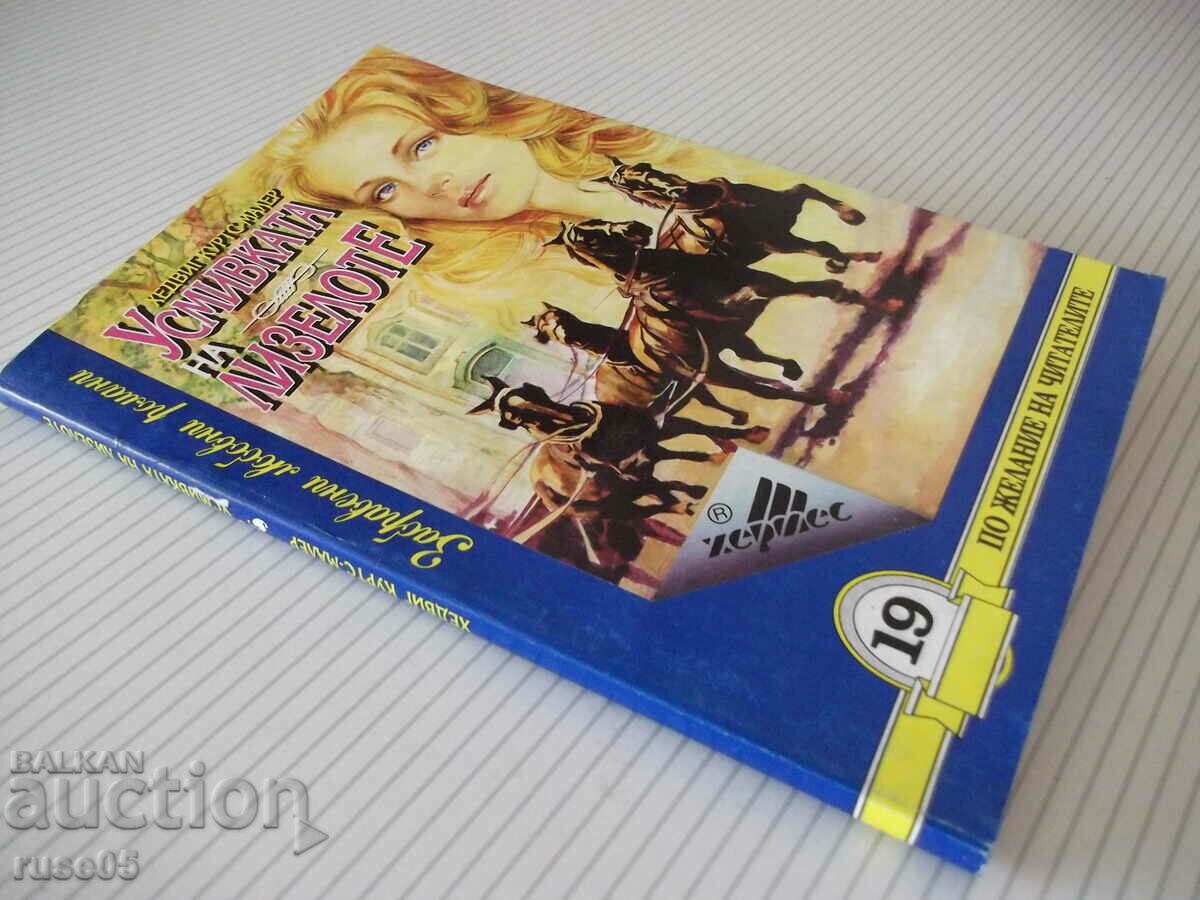 ХЕДВИГ КУРТС-МАЛЕР
УСМИВКАТА
НА
ЛИЗЕЛОТЕ
Забравени любовни романи
® хермес
19
ПО ЖЕЛАНИЕ НА ЧИТАТЕЛИТЕ
ХЕДВИГ КУРТС-МАЛЕР
УСМИВКАТА НА ЛИЗЕЛОТЕ
BALKAN
auction
ruse05